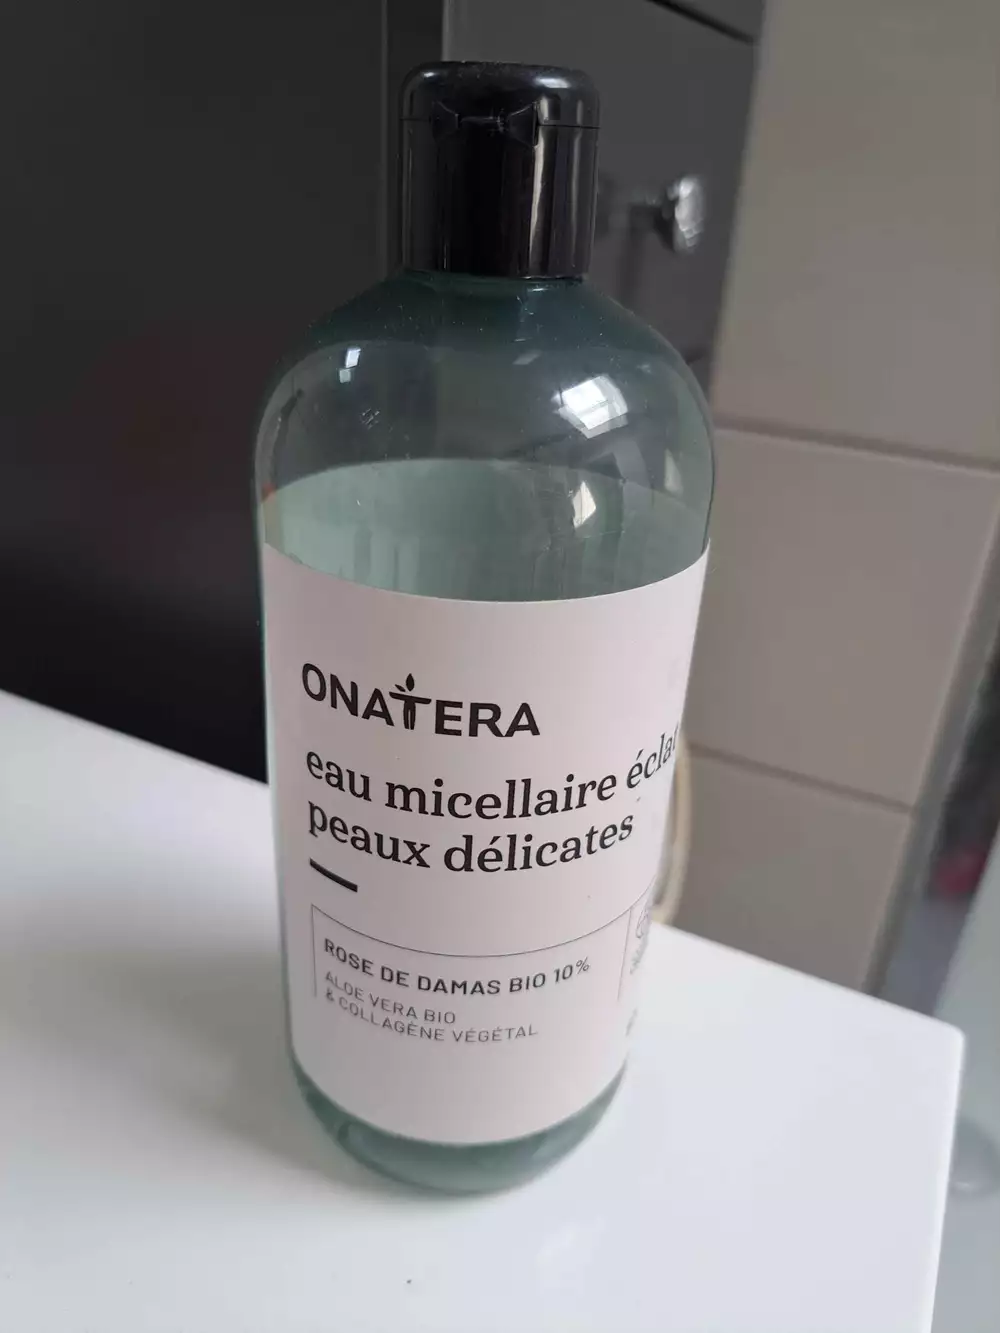 ONATERA
eau micellaire éclat
peaux délicates
ROSE DE DAMAS BIO 10%
ALOE VERA BIO
& COLLAGÈNE VÉGÉTAL